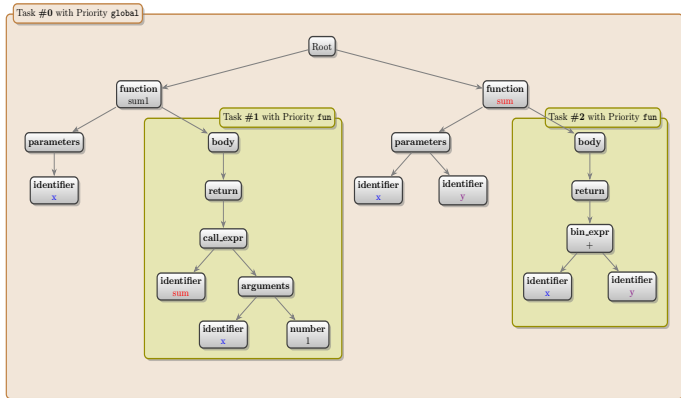 Task #0 with Priority global
Root
function
sum1
function
sum
Task #1 with Priority fun
Task #2 with Priority fun
parameters
body
parameters
body
identifier
x
return
identifier
x
identifier
y
return
call_expr
bin_expr
+
identifier
sum
arguments
identifier
x
identifier
y
identifier
x
number
1